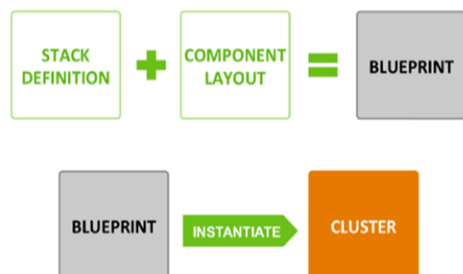 STACK
DEFINITION
+
COMPONENT
LAYOUT
=
BLUEPRINT
BLUEPRINT
INSTANTIATE
CLUSTER